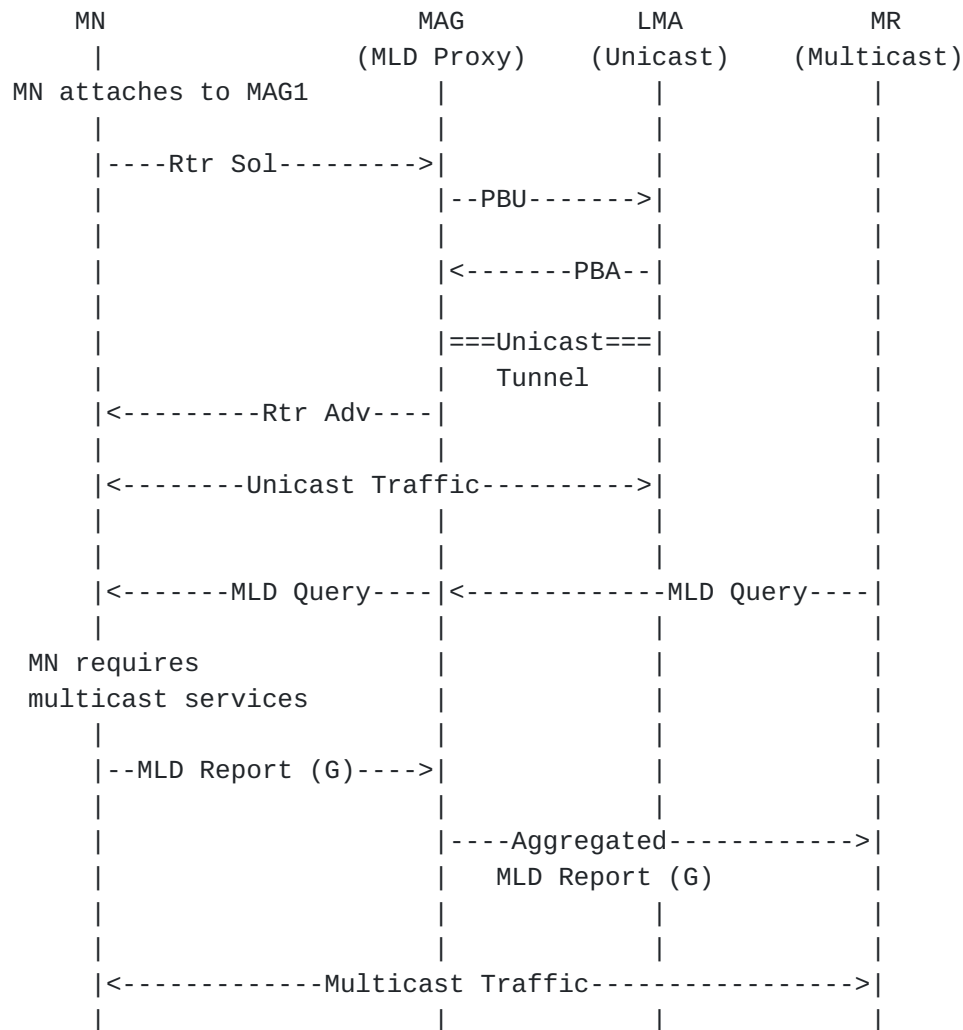 MN MAG LMA MR
| (MLD Proxy) (Unicast) (Multicast)
MN attaches to MAG1 | | |
| | | |
|----Rtr Sol--------->| | |
| |--PBU------->| |
| | | |
| |<-------PBA--| |
| | | |
| |===Unicast===| |
| | Tunnel | |
|<---------Rtr Adv----| | |
| | | |
|<--------Unicast Traffic---------->| |
| | | |
| | | |
|<-------MLD Query----|<-------------MLD Query----|
| | | |
MN requires | | |
multicast services | | |
| | | |
|--MLD Report (G)---->| | |
| | | |
| |----Aggregated------------>|
| | MLD Report (G) |
| | | |
| | | |
|<-------------Multicast Traffic----------------->|
| | | |